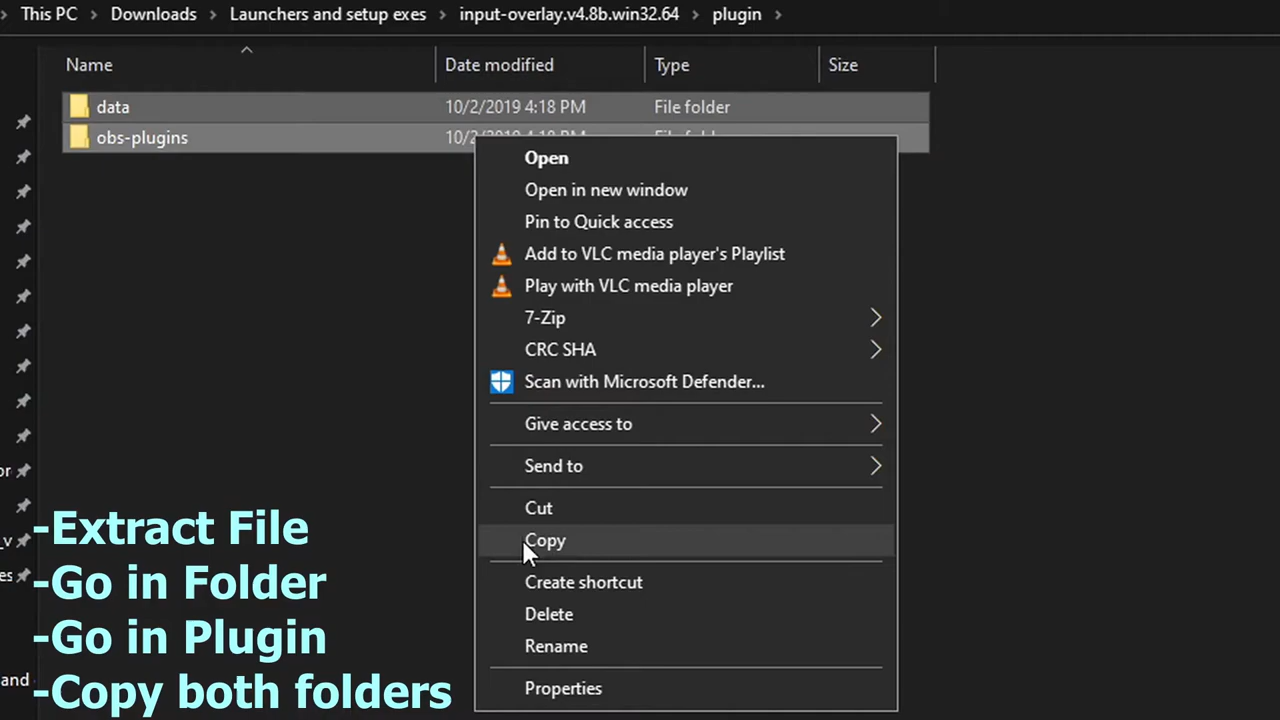 This PC > Downloads > Launchers and setup exes > input-overlay.v4.8b.win32.64 > plugin >
Name Date modified Type Size
data 10/2/2019 4:18 PM File folder
obs-plugins 10/2/2019 4:18 PM File folder
Open
Open in new window
Pin to Quick access
Add to VLC media player's Playlist
Play with VLC media player
7-Zip
CRC SHA
Scan with Microsoft Defender...
Give access to
Send to
Cut
Copy
Create shortcut
Delete
Rename
Properties
-Extract File
-Go in Folder
-Go in Plugin
-Copy both folders
and